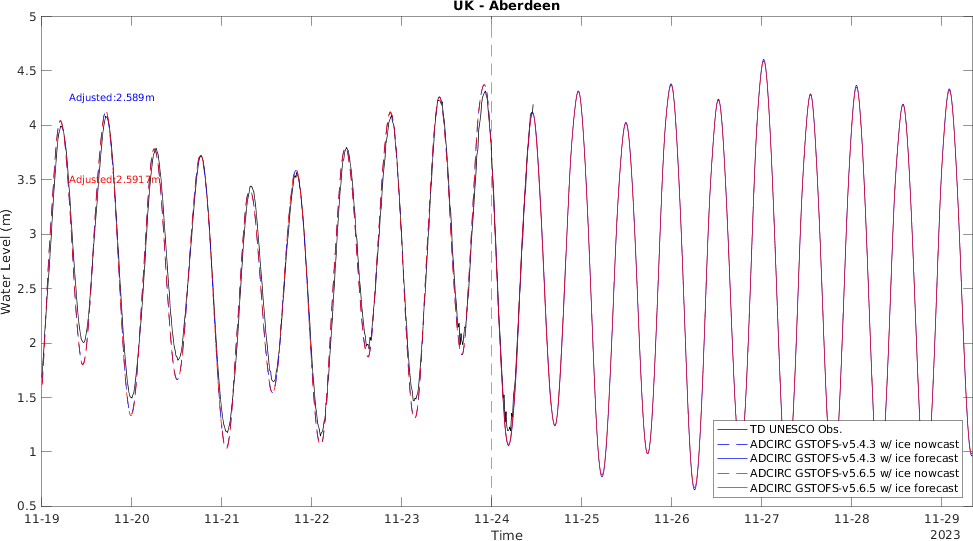 UK - Aberdeen
5
4.5
4
3.5
3
2.5
2
1.5
1
0.5
Water Level (m)
Adjusted:2.589m
Adjusted:2.5917m
TD UNESCO Obs.
ADCIRC GSTOFS-v5.4.3 w/ ice nowcast
ADCIRC GSTOFS-v5.4.3 w/ ice forecast
ADCIRC GSTOFS-v5.6.5 w/ ice nowcast
ADCIRC GSTOFS-v5.6.5 w/ ice forecast
11-19 11-20 11-21 11-22 11-23 11-24 11-25 11-26 11-27 11-28 11-29
2023
Time